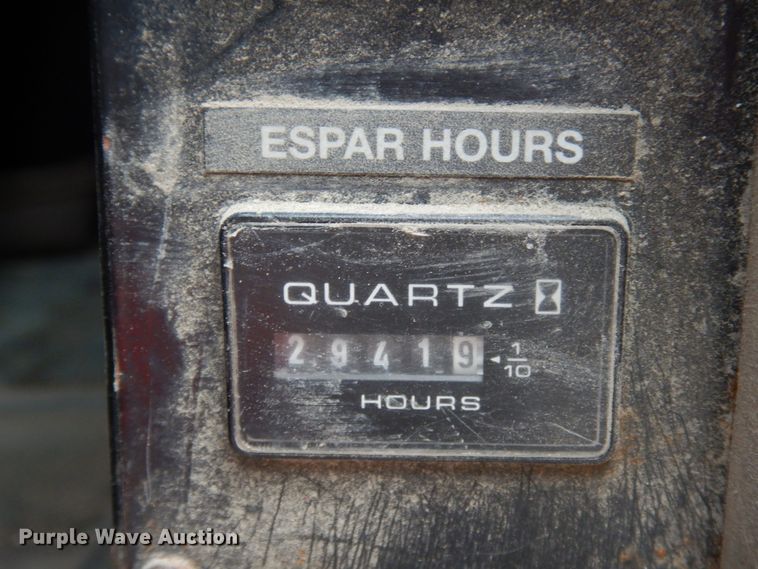 ESPAR HOURS
QUARTZ
29419 1/10
HOURS
Purple Wave Auction